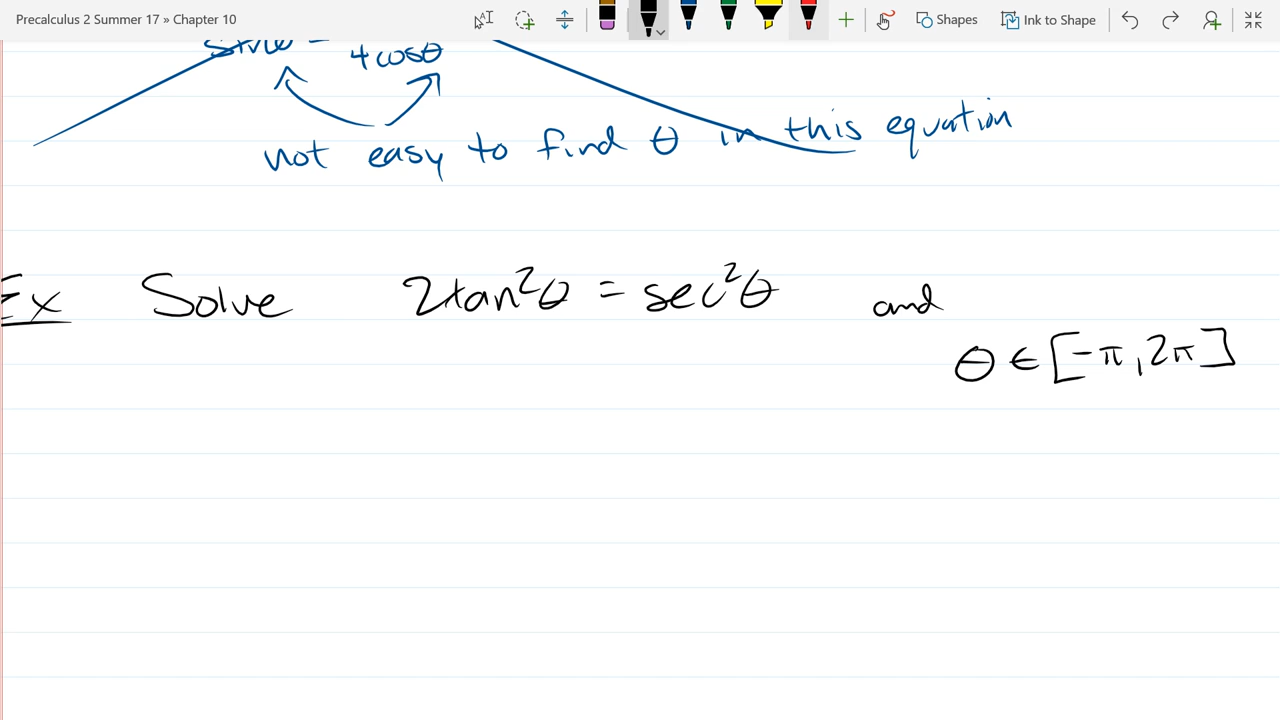 Precalculus 2 Summer 17 » Chapter 10
Shapes
Ink to Shape
4cosθ
not easy to find θ in this equation
Ex Solve 2tan²θ = sec²θ and
θ ∈ [-π, 2π]